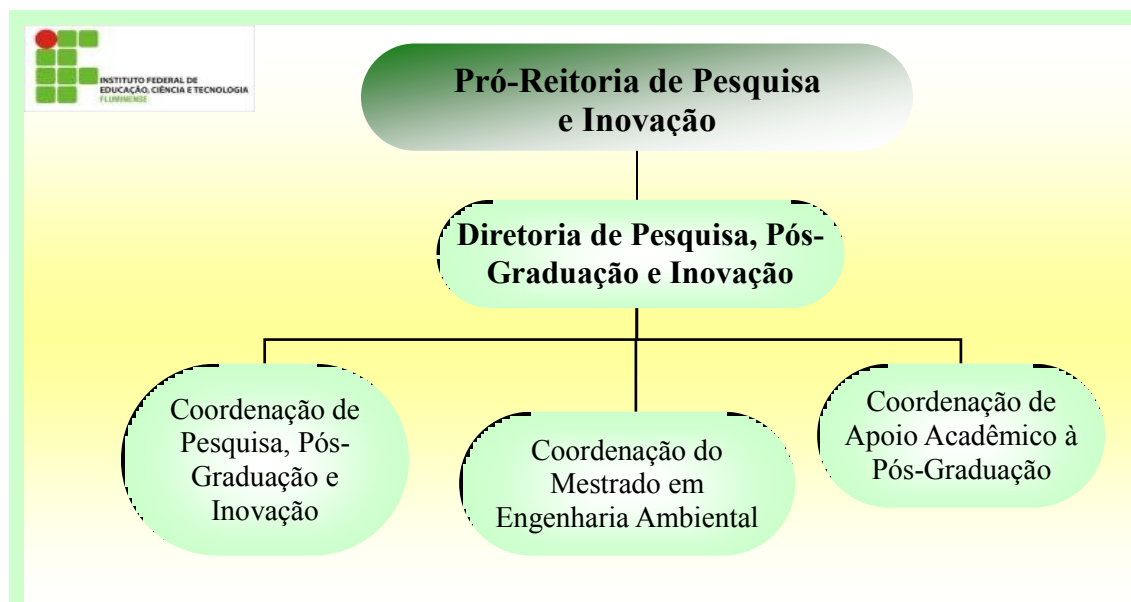 INSTITUTO FEDERAL DE
EDUCAÇÃO, CIÊNCIA E TECNOLOGIA
FLUMINENSE
Pró-Reitoria de Pesquisa
e Inovação
Diretoria de Pesquisa, Pós-
Graduação e Inovação
Coordenação de
Pesquisa, Pós-
Graduação e
Inovação
Coordenação do
Mestrado em
Engenharia Ambiental
Coordenação de
Apoio Acadêmico à
Pós-Graduação